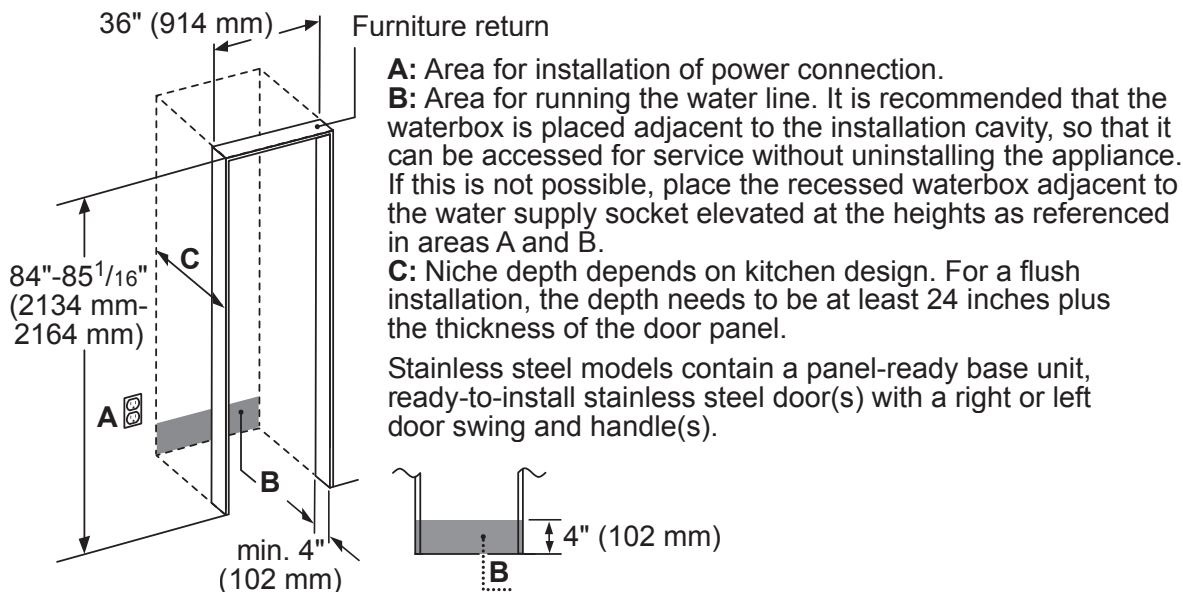 36" (914 mm)
Furniture return
A: Area for installation of power connection.
B: Area for running the water line. It is recommended that the
waterbox is placed adjacent to the installation cavity, so that it
can be accessed for service without uninstalling the appliance.
If this is not possible, place the recessed waterbox adjacent to
the water supply socket elevated at the heights as referenced
in areas A and B.
C: Niche depth depends on kitchen design. For a flush
installation, the depth needs to be at least 24 inches plus
the thickness of the door panel.
Stainless steel models contain a panel-ready base unit,
ready-to-install stainless steel door(s) with a right or left
door swing and handle(s).
C
84"-85 1/16"
(2134 mm-
2164 mm)
A
B
min. 4"
(102 mm)
4" (102 mm)
B